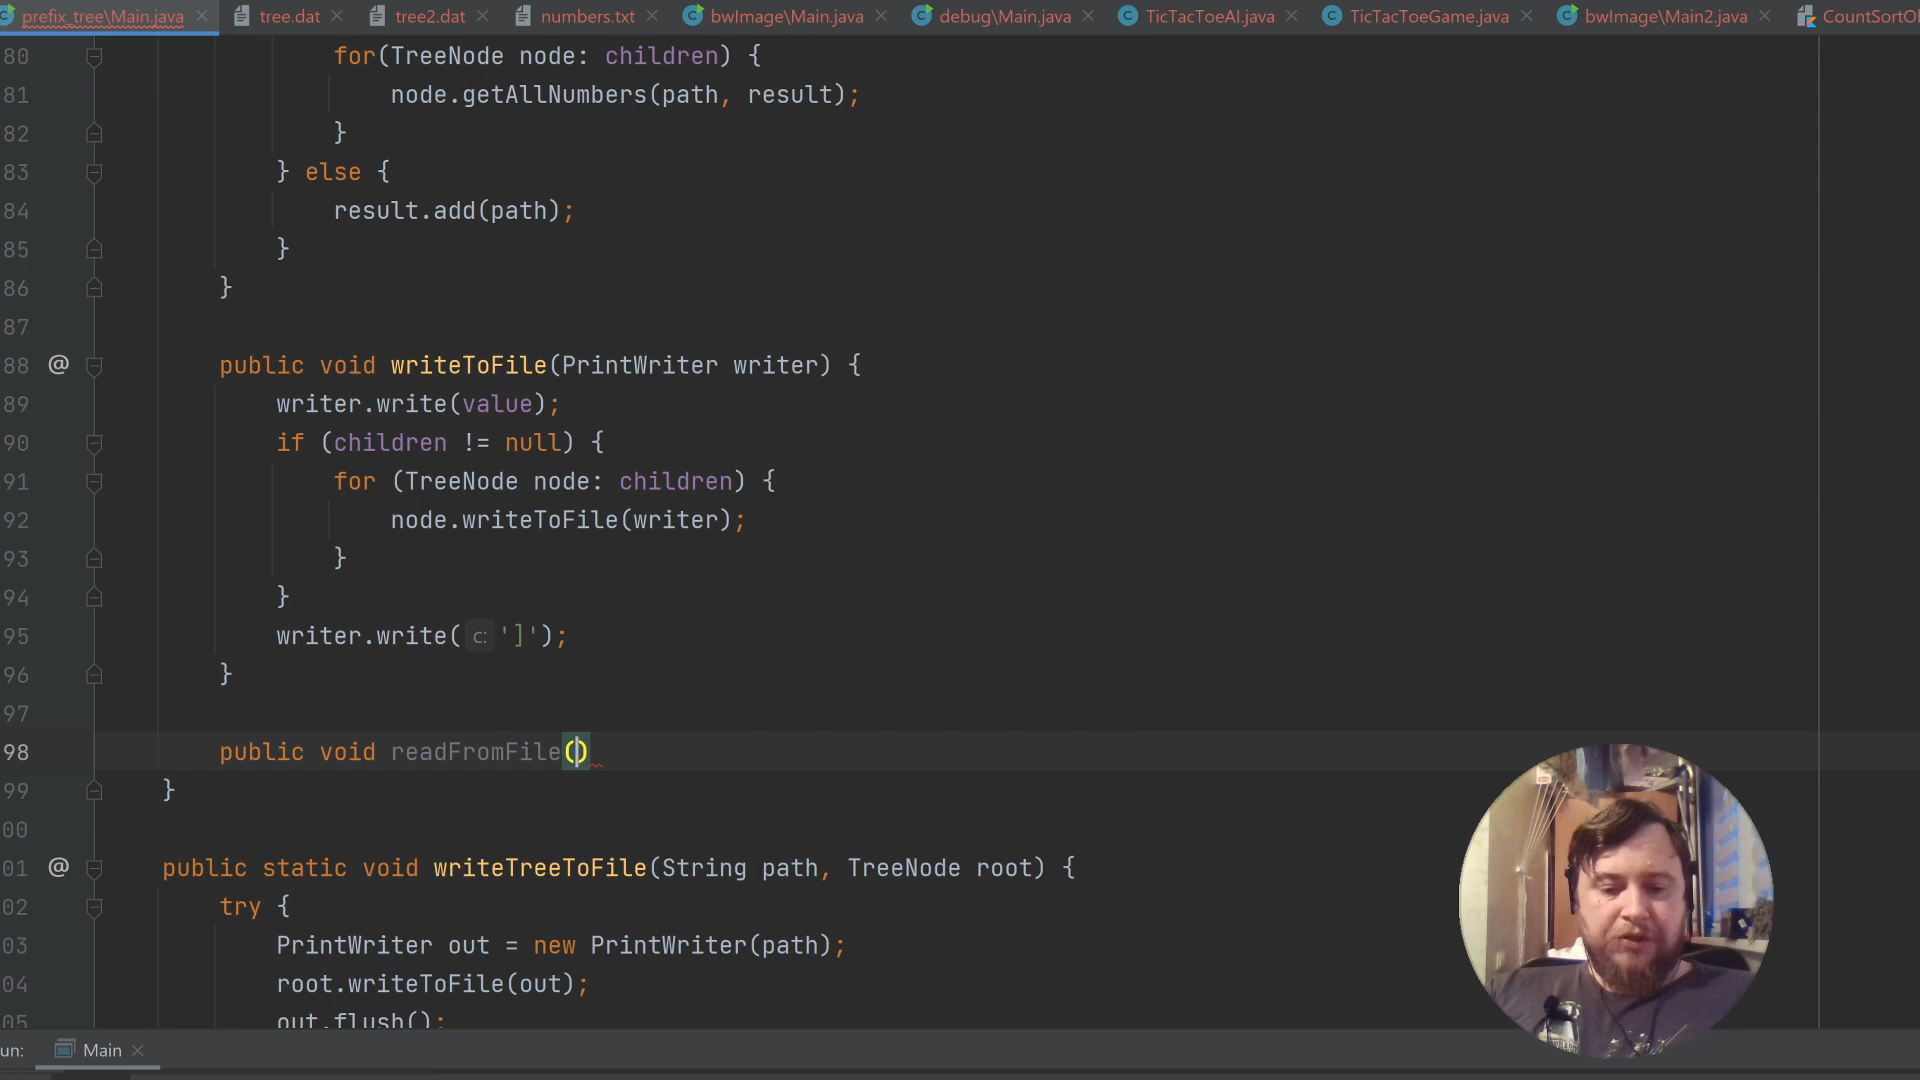 prefix_tree\Main.java tree.dat tree2.dat numbers.txt bwImage\Main.java debug\Main.java TicTacToeAI.java TicTacToeGame.java bwImage\Main2.java CountSortOl
80 for(TreeNode node: children) {
81 node.getAllNumbers(path, result);
82 }
83 } else {
84 result.add(path);
85 }
86 }
87
88 @ public void writeToFile(PrintWriter writer) {
89 writer.write(value);
90 if (children != null) {
91 for (TreeNode node: children) {
92 node.writeToFile(writer);
93 }
94 }
95 writer.write( c: ']');
96 }
97
98 public void readFromFile()
99 }
00
01 @ public static void writeTreeToFile(String path, TreeNode root) {
02 try {
03 PrintWriter out = new PrintWriter(path);
04 root.writeToFile(out);
05 out.flush();
un: Main